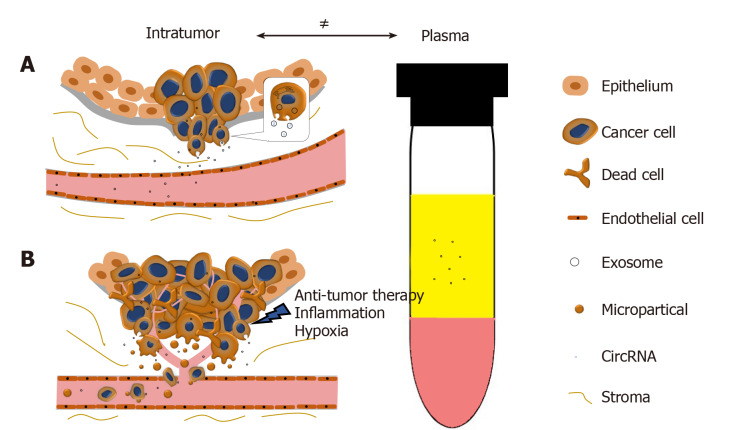 Intratumor
≠
Plasma
A
B
Anti-tumor therapy
Inflammation
Hypoxia
Epithelium
Cancer cell
Dead cell
Endothelial cell
Exosome
Micropartical
CircRNA
Stroma